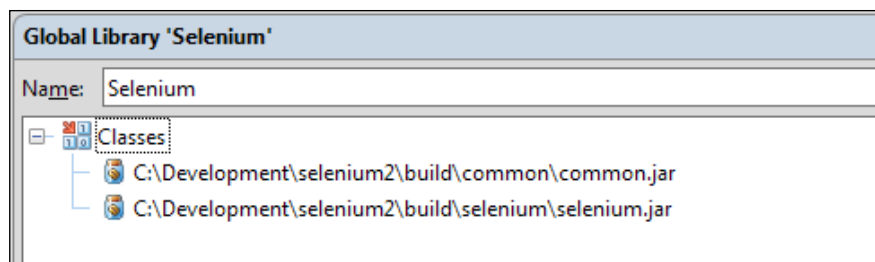 Global Library 'Selenium'
Name: Selenium
Classes
C:\Development\selenium2\build\common\common.jar
C:\Development\selenium2\build\selenium\selenium.jar